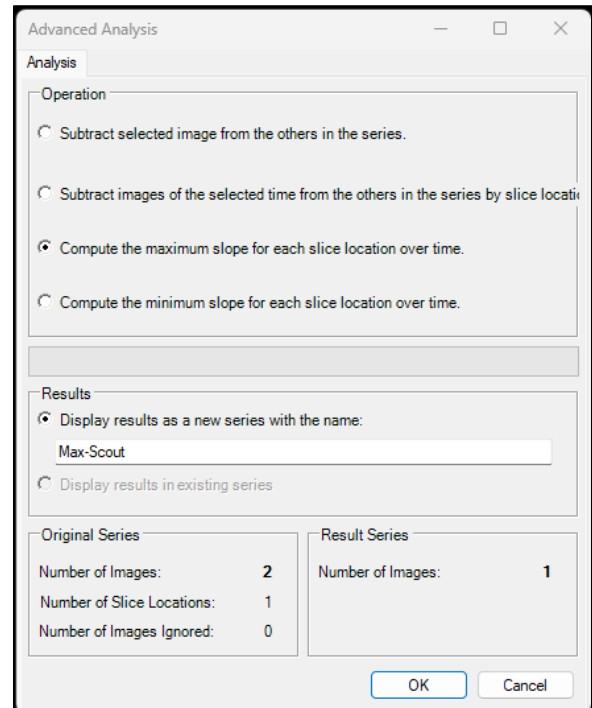 Advanced Analysis
Analysis
Operation
Subtract selected image from the others in the series.
Subtract images of the selected time from the others in the series by slice locatio
Compute the maximum slope for each slice location over time.
Compute the minimum slope for each slice location over time.
Results
Display results as a new series with the name:
Max-Scout
Display results in existing series
Original Series
Number of Images: 2
Number of Slice Locations: 1
Number of Images Ignored: 0
Result Series
Number of Images: 1
OK Cancel